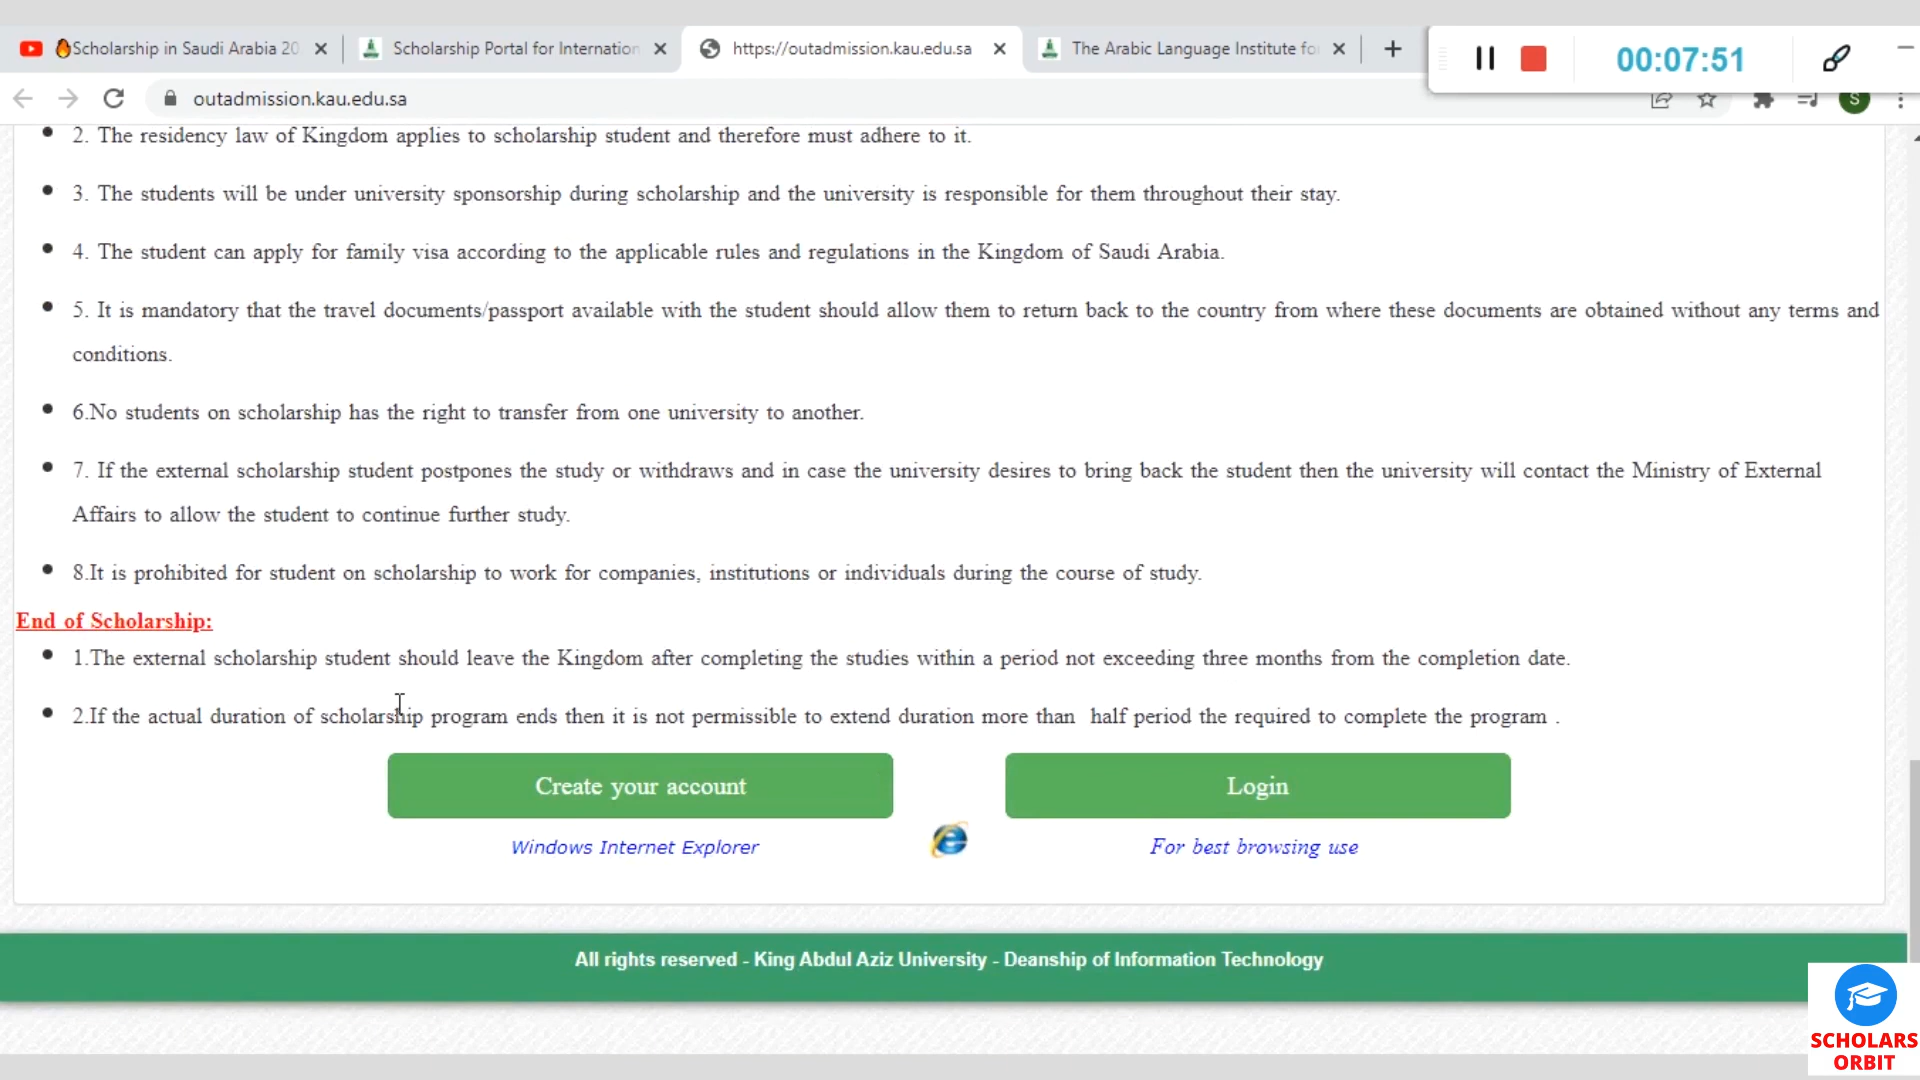 🔥Scholarship in Saudi Arabia 20
Scholarship Portal for Internation
https://outadmission.kau.edu.sa
The Arabic Language Institute fo
00:07:51
outadmission.kau.edu.sa
S
2. The residency law of Kingdom applies to scholarship student and therefore must adhere to it.
3. The students will be under university sponsorship during scholarship and the university is responsible for them throughout their stay.
4. The student can apply for family visa according to the applicable rules and regulations in the Kingdom of Saudi Arabia.
5. It is mandatory that the travel documents/passport available with the student should allow them to return back to the country from where these documents are obtained without any terms and
conditions.
6.No students on scholarship has the right to transfer from one university to another.
7. If the external scholarship student postpones the study or withdraws and in case the university desires to bring back the student then the university will contact the Ministry of External
Affairs to allow the student to continue further study.
8.It is prohibited for student on scholarship to work for companies, institutions or individuals during the course of study.
End of Scholarship:
1.The external scholarship student should leave the Kingdom after completing the studies within a period not exceeding three months from the completion date.
2.If the actual duration of scholarship program ends then it is not permissible to extend duration more than half period the required to complete the program .
Create your account
Login
Windows Internet Explorer
For best browsing use
All rights reserved - King Abdul Aziz University - Deanship of Information Technology
SCHOLARS
ORBIT